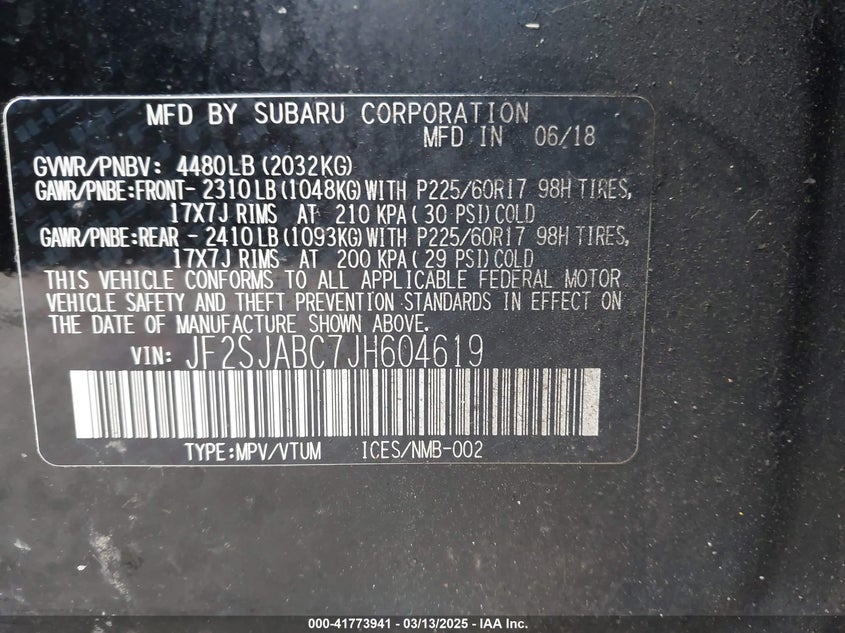 MFD BY SUBARU CORPORATION
MFD IN 06/18
GVWR/PNBV: 4480LB (2032KG)
GAWR/PNBE:FRONT- 2310LB (1048KG) WITH P225/60R17 98H TIRES,
17X7J RIMS AT 210 KPA (30 PSI) COLD
GAWR/PNBE:REAR - 2410LB (1093KG) WITH P225/60R17 98H TIRES,
17X7J RIMS AT 200 KPA (29 PSI) COLD
THIS VEHICLE CONFORMS TO ALL APPLICABLE FEDERAL MOTOR
VEHICLE SAFETY AND THEFT PREVENTION STANDARDS IN EFFECT ON
THE DATE OF MANUFACTURE SHOWN ABOVE.
VIN: JF2SJABC7JH604619
TYPE:MPV/VTUM ICES/NMB-002
000-41773941 / 03/13/2025 - IAA Inc.